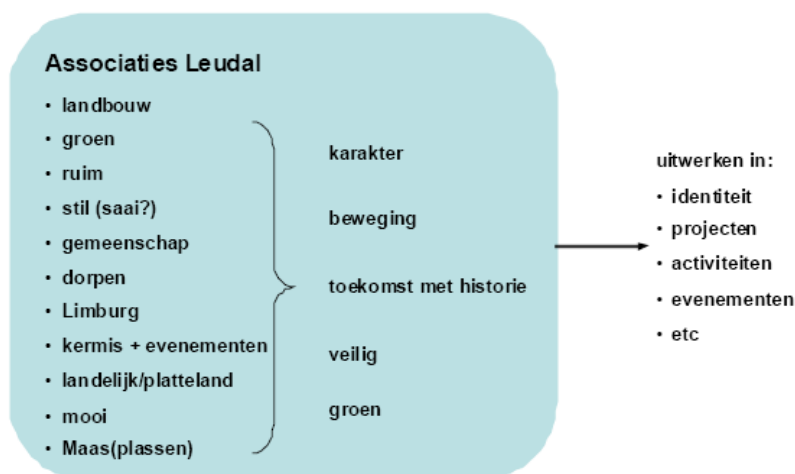 Associaties Leudal
• landbouw
• groen
• ruim
• stil (saai?)
• gemeenschap
• dorpen
• Limburg
• kermis + evenementen
• landelijk/platteland
• mooi
• Maas(plassen)
karakter
beweging
toekomst met historie
veilig
groen
uitwerken in:
• identiteit
• projecten
• activiteiten
• evenementen
• etc